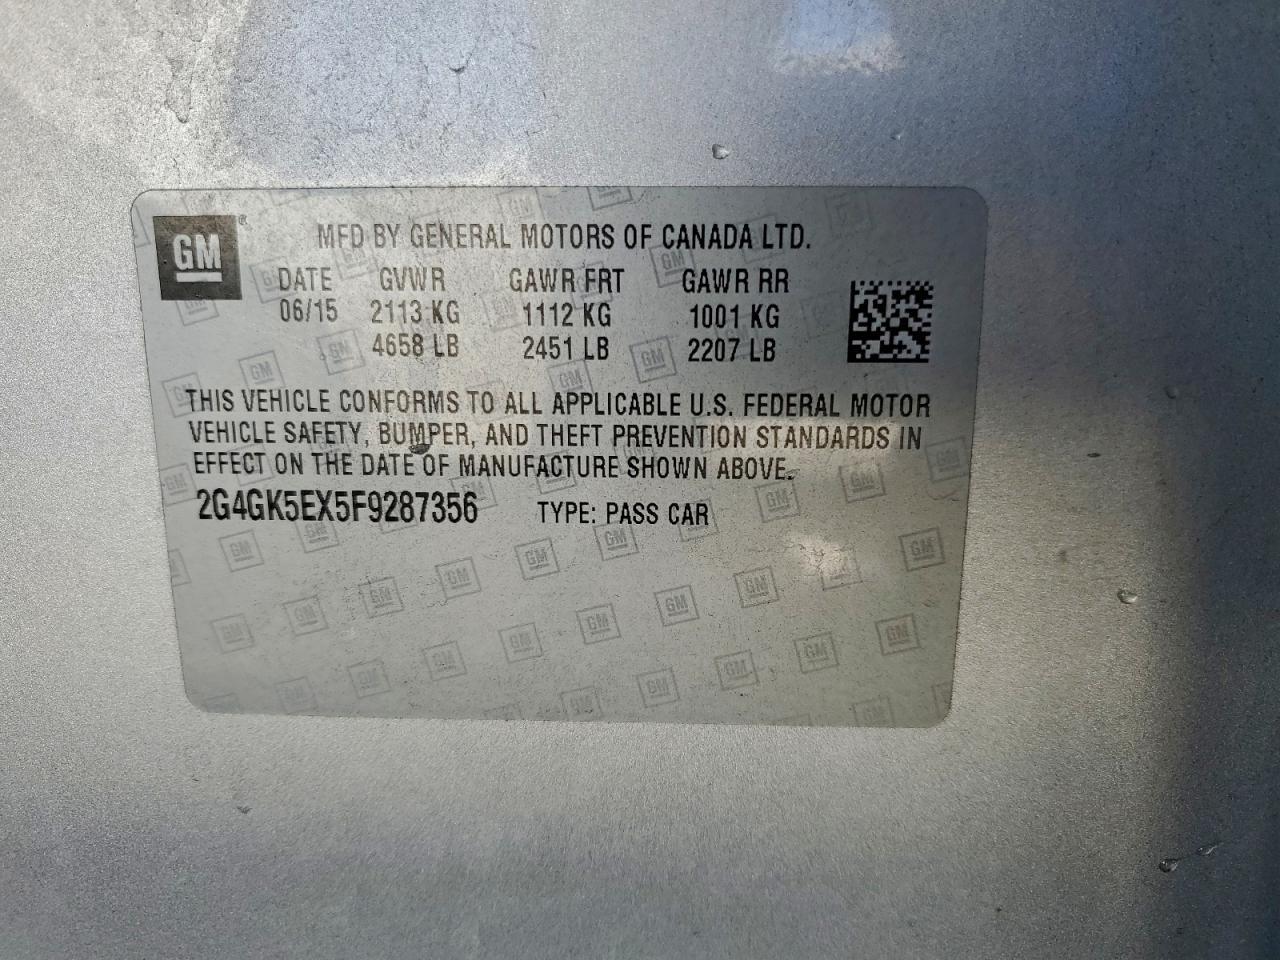 GM ® MFD BY GENERAL MOTORS OF CANADA LTD.
DATE GVWR GAWR FRT GAWR RR
06/15 2113 KG 1112 KG 1001 KG
4658 LB 2451 LB 2207 LB
THIS VEHICLE CONFORMS TO ALL APPLICABLE U.S. FEDERAL MOTOR
VEHICLE SAFETY, BUMPER, AND THEFT PREVENTION STANDARDS IN
EFFECT ON THE DATE OF MANUFACTURE SHOWN ABOVE.
2G4GK5EX5F9287356 TYPE: PASS CAR